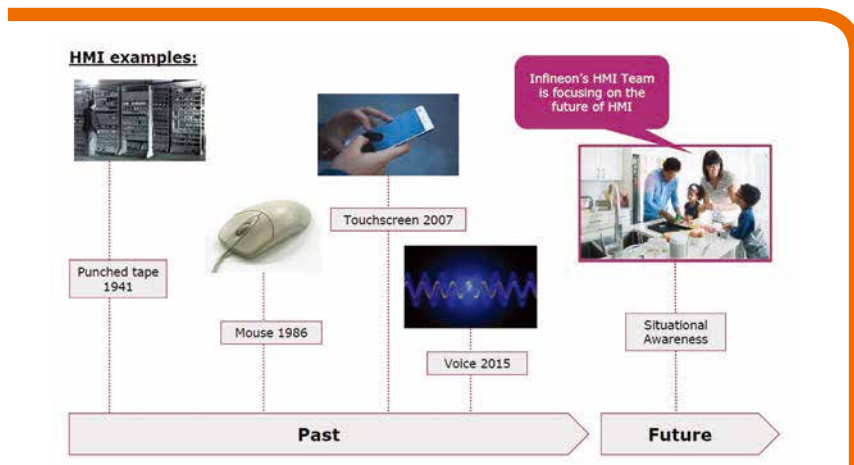 HMI examples:
Infineon's HMI Team
is focusing on the
future of HMI
Touchscreen 2007
Punched tape
1941
Mouse 1986
Voice 2015
Situational
Awareness
Past
Future